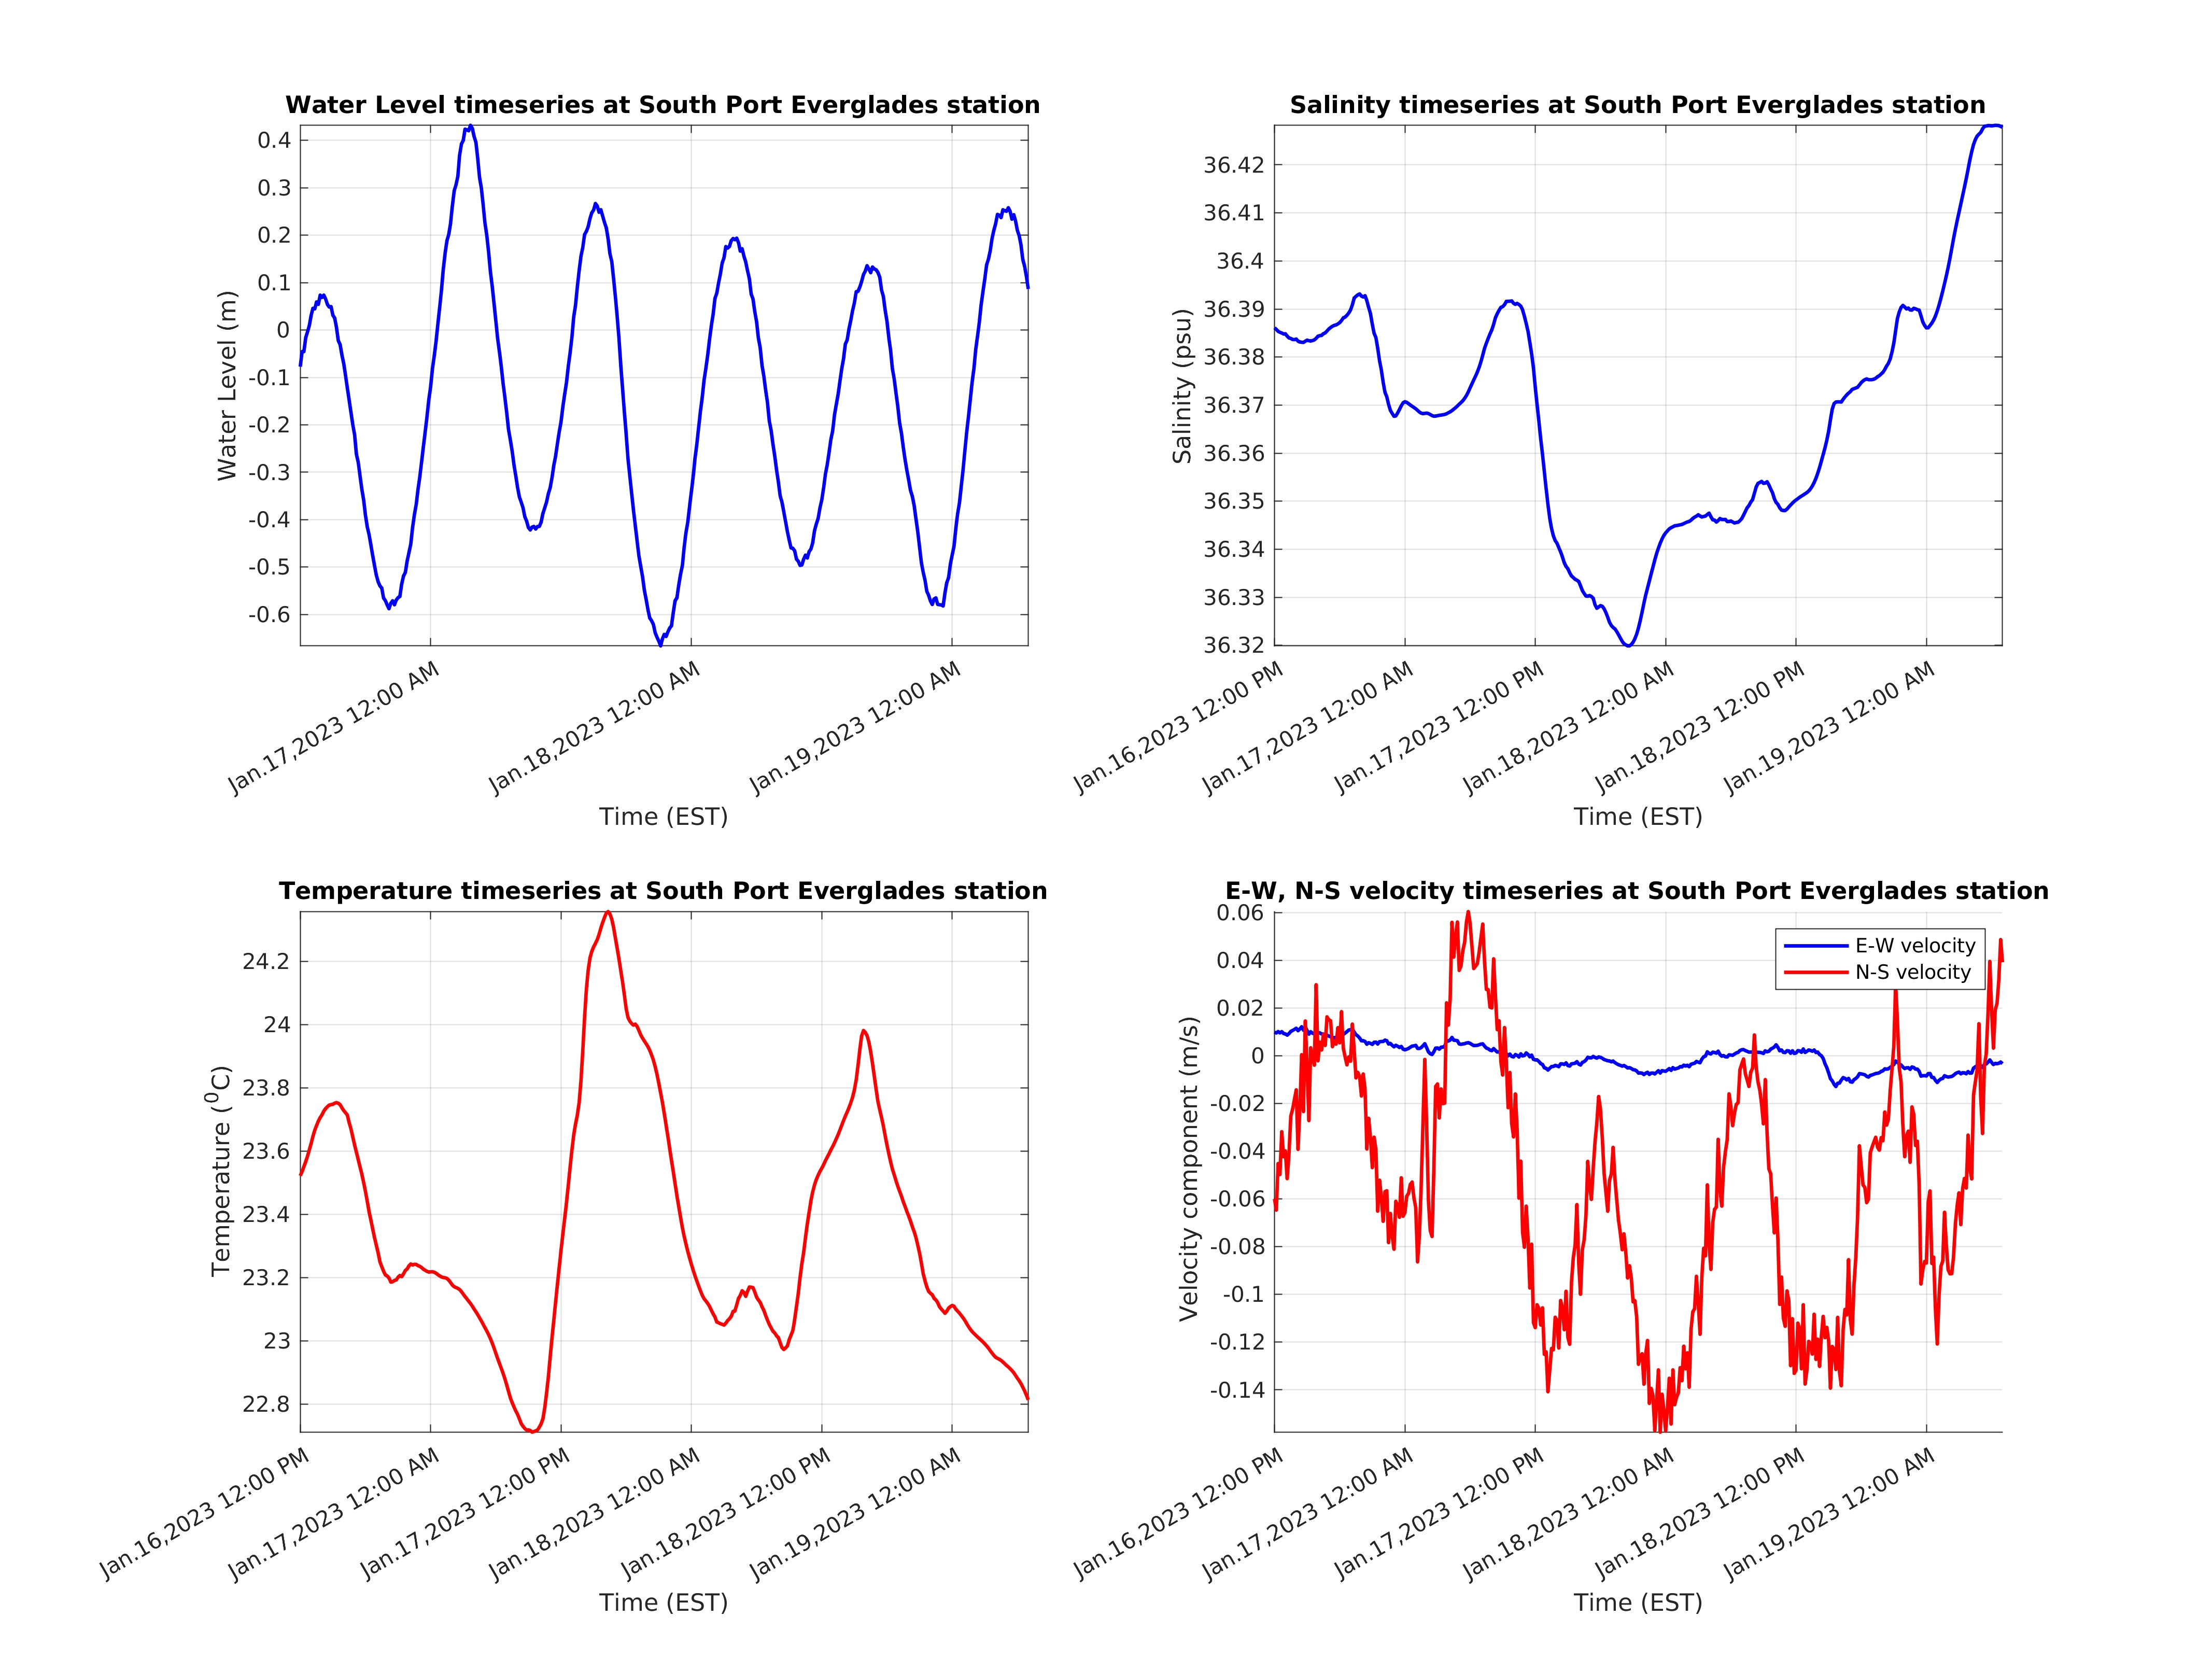 Water Level timeseries at South Port Everglades station
Water Level (m)
0.4
0.3
0.2
0.1
0
-0.1
-0.2
-0.3
-0.4
-0.5
-0.6
Jan.17,2023 12:00 AM
Jan.18,2023 12:00 AM
Jan.19,2023 12:00 AM
Time (EST)
Salinity timeseries at South Port Everglades station
Salinity (psu)
36.42
36.41
36.4
36.39
36.38
36.37
36.36
36.35
36.34
36.33
36.32
Jan.16,2023 12:00 PM
Jan.17,2023 12:00 AM
Jan.17,2023 12:00 PM
Jan.18,2023 12:00 AM
Jan.18,2023 12:00 PM
Jan.19,2023 12:00 AM
Time (EST)
Temperature timeseries at South Port Everglades station
Temperature (⁰C)
24.2
24
23.8
23.6
23.4
23.2
23
22.8
Jan.16,2023 12:00 PM
Jan.17,2023 12:00 AM
Jan.17,2023 12:00 PM
Jan.18,2023 12:00 AM
Jan.18,2023 12:00 PM
Jan.19,2023 12:00 AM
Time (EST)
E-W, N-S velocity timeseries at South Port Everglades station
Velocity component (m/s)
0.06
0.04
0.02
0
-0.02
-0.04
-0.06
-0.08
-0.1
-0.12
-0.14
E-W velocity
N-S velocity
Jan.16,2023 12:00 PM
Jan.17,2023 12:00 AM
Jan.17,2023 12:00 PM
Jan.18,2023 12:00 AM
Jan.18,2023 12:00 PM
Jan.19,2023 12:00 AM
Time (EST)